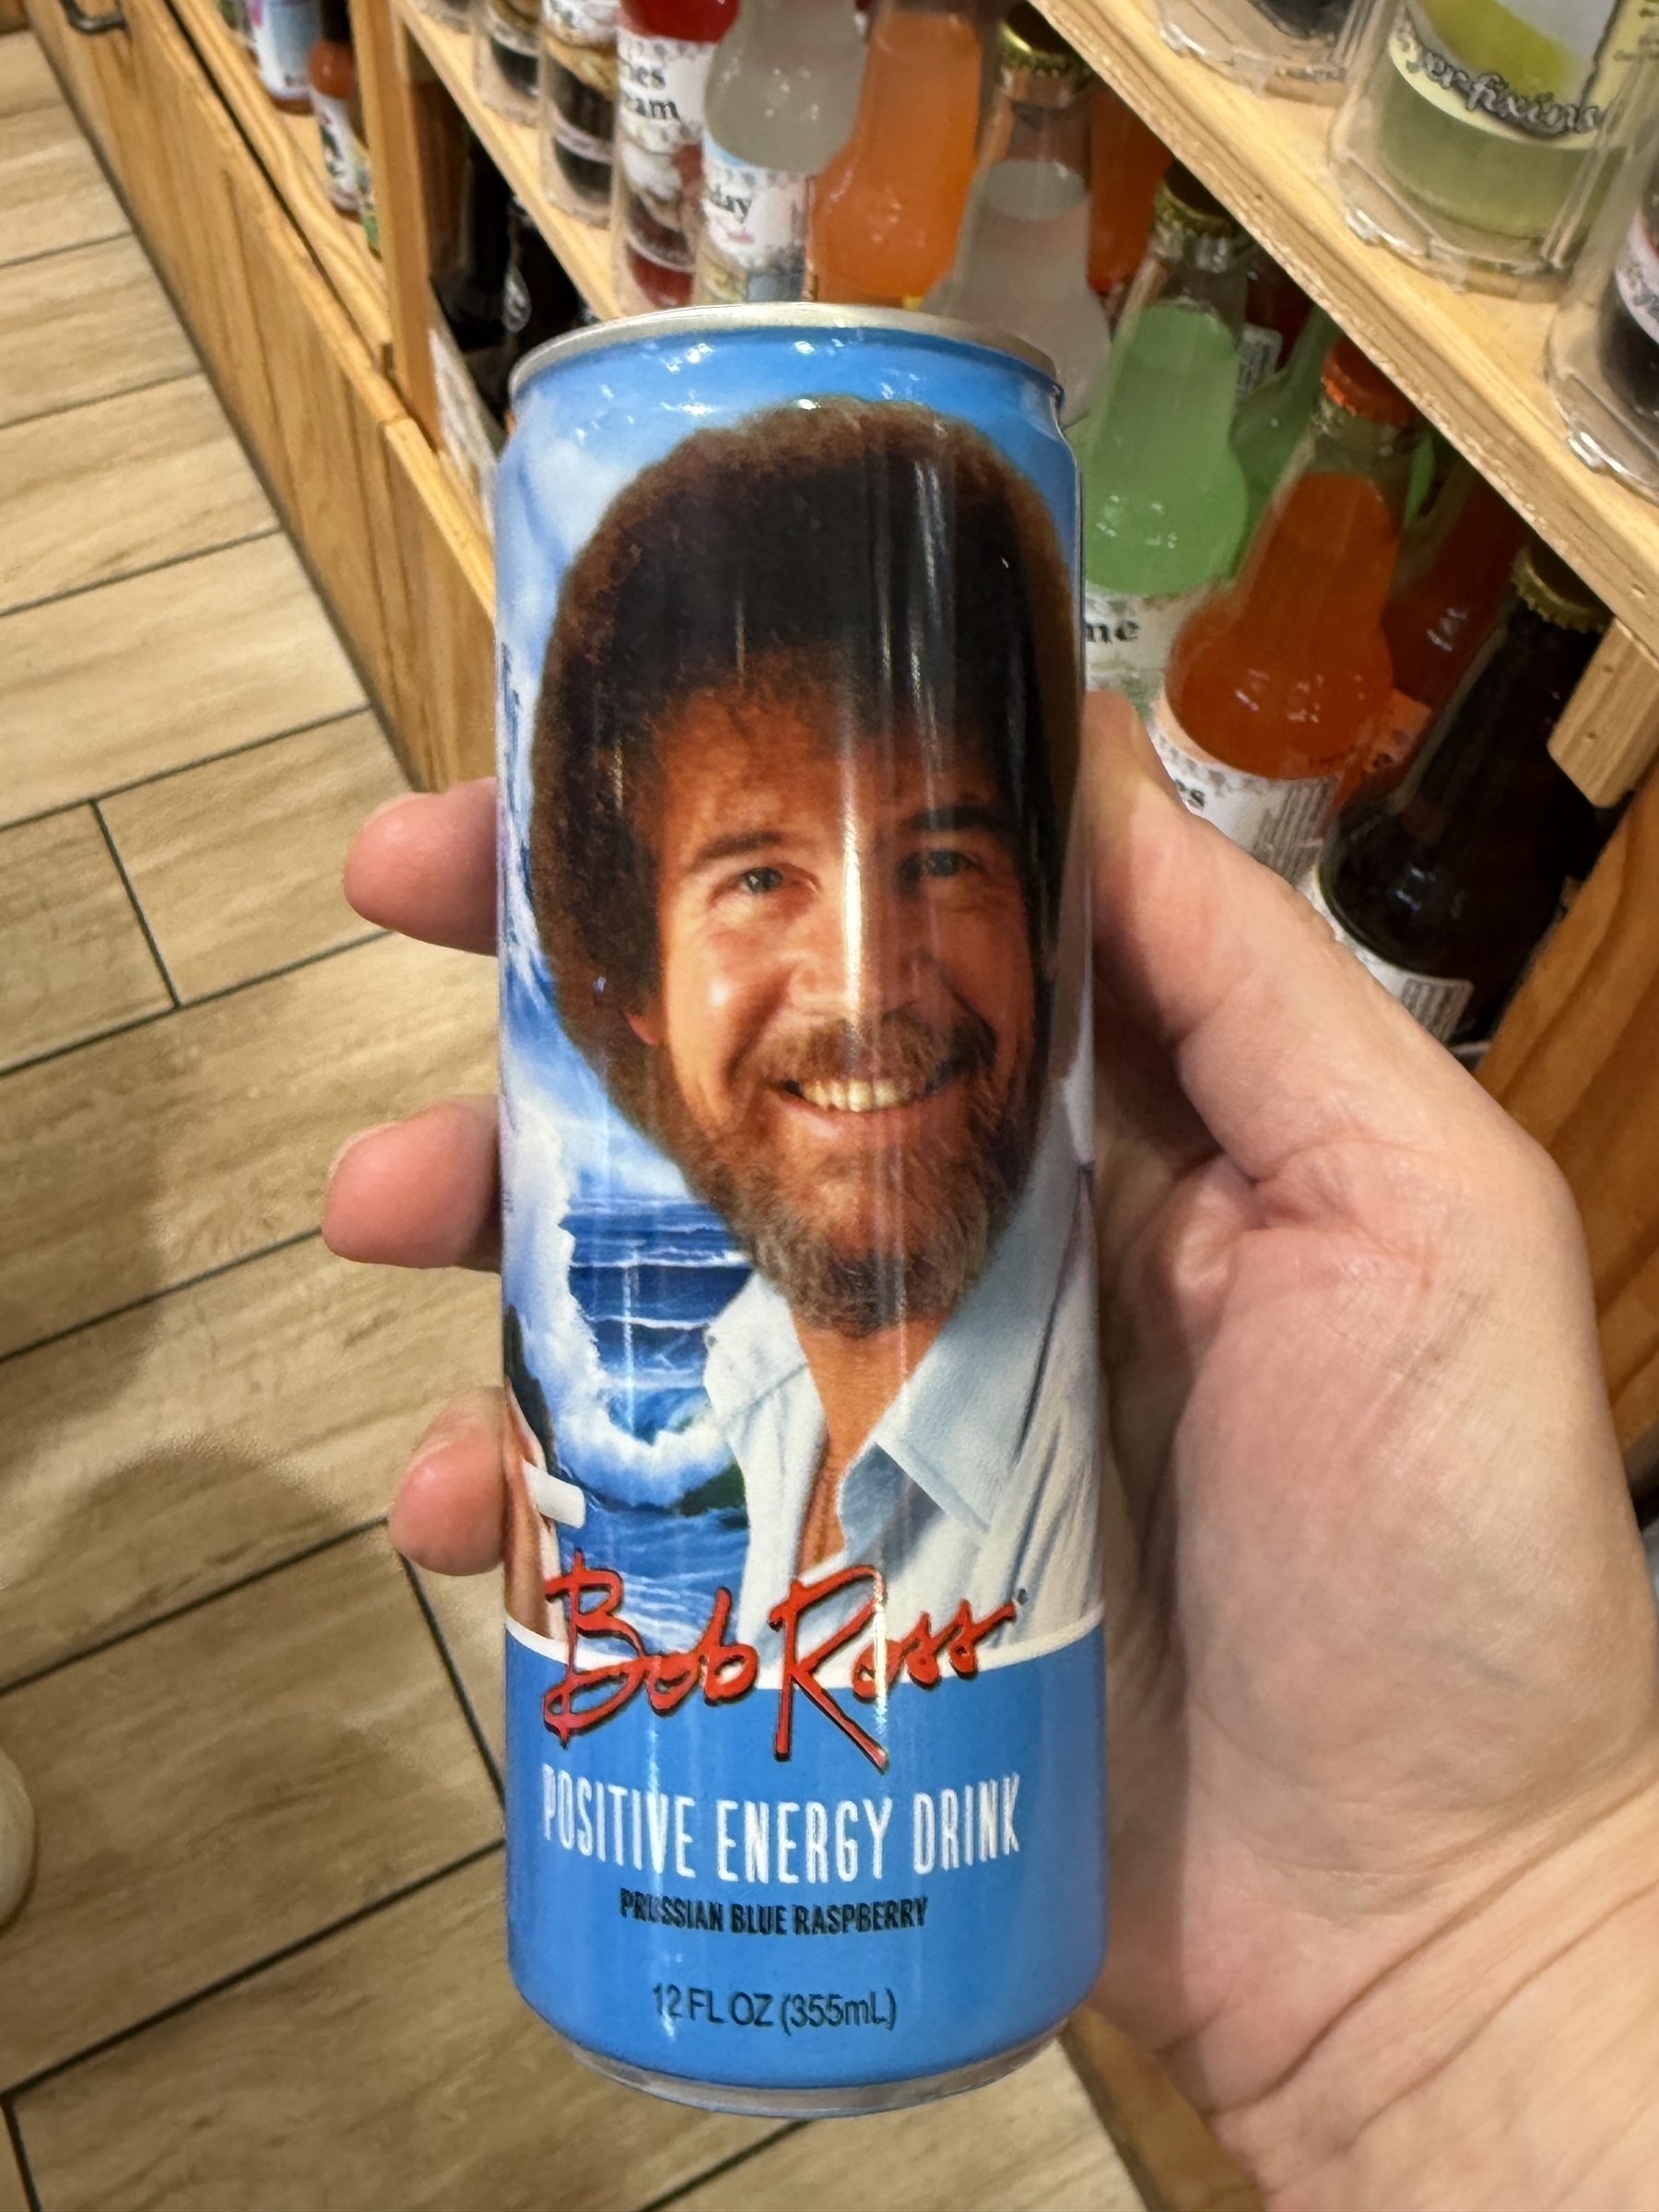 Bob Ross
POSITIVE ENERGY DRINK
PRUSSIAN BLUE RASPBERRY
12 FL OZ (355mL)